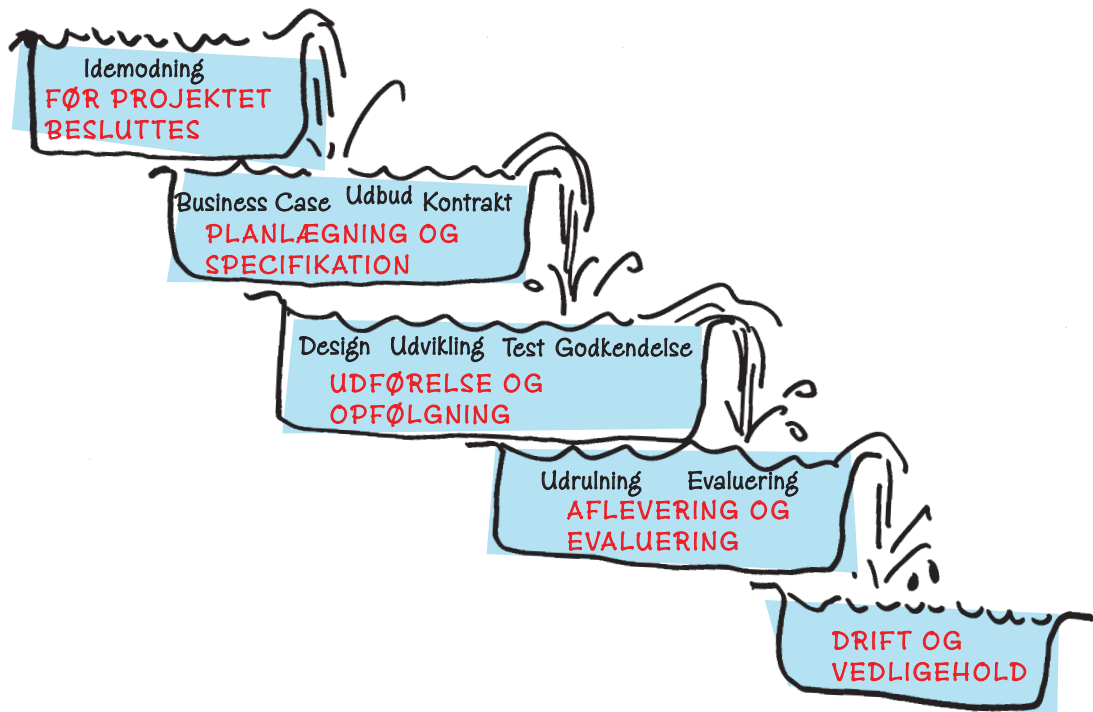 Idemodning
FØR PROJEKTET
BESLUTTES
Business Case Udbud Kontrakt
PLANLÆGNING OG
SPECIFIKATION
Design Udvikling Test Godkendelse
UDFØRELSE OG
OPFØLGNING
Udrulning Evaluering
AFLEVERING OG
EVALUERING
DRIFT OG
VEDLIGEHOLD